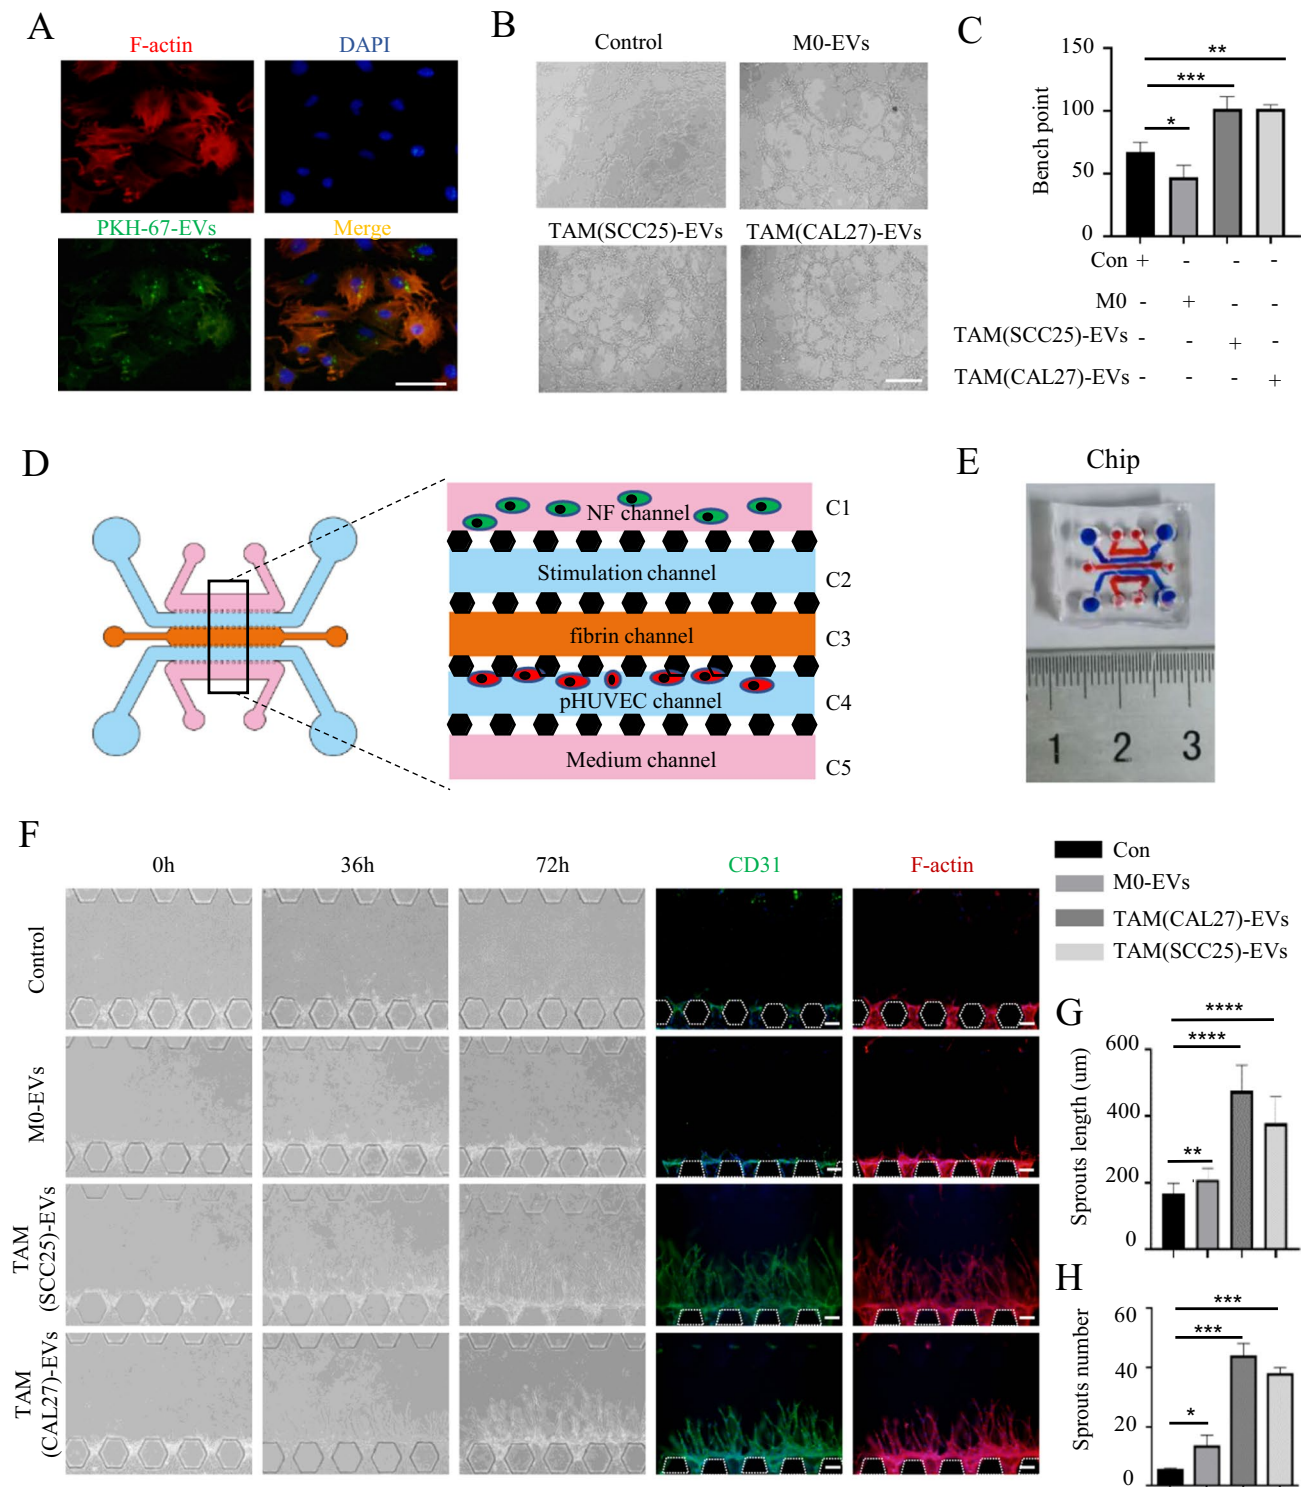 A
F-actin
DAPI
PKH-67-EVs
Merge
B
Control
M0-EVs
TAM(SCC25)-EVs
TAM(CAL27)-EVs
C
150
100
50
0
Bench point
*
***
**
Con + - - -
M0 - + - -
TAM(SCC25)-EVs - - + -
TAM(CAL27)-EVs - - - +
D
NF channel
C1
Stimulation channel
C2
fibrin channel
C3
pHUVEC channel
C4
Medium channel
C5
E
Chip
1 2 3
F
0h
36h
72h
CD31
F-actin
Control
M0-EVs
TAM
(SCC25)-EVs
TAM
(CAL27)-EVs
Con
M0-EVs
TAM(CAL27)-EVs
TAM(SCC25)-EVs
G
600
400
200
0
Sprouts length (um)
**
****
****
H
60
40
20
0
Sprouts number
*
***
***